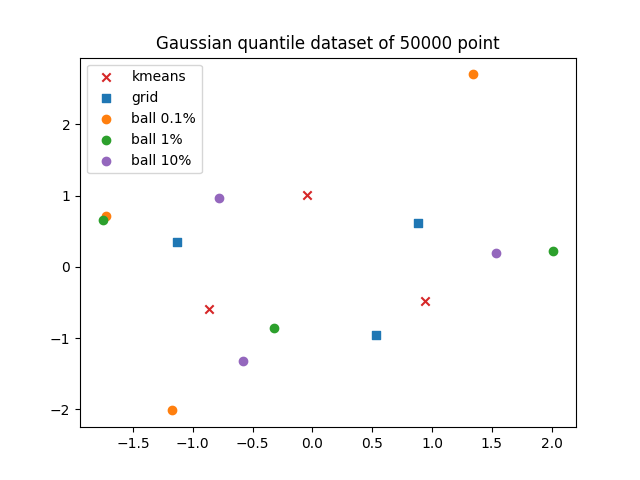 Gaussian quantile dataset of 50000 point
kmeans
grid
ball 0.1%
ball 1%
ball 10%
2
1
0
−1
−2
−1.5 −1.0 −0.5 0.0 0.5 1.0 1.5 2.0